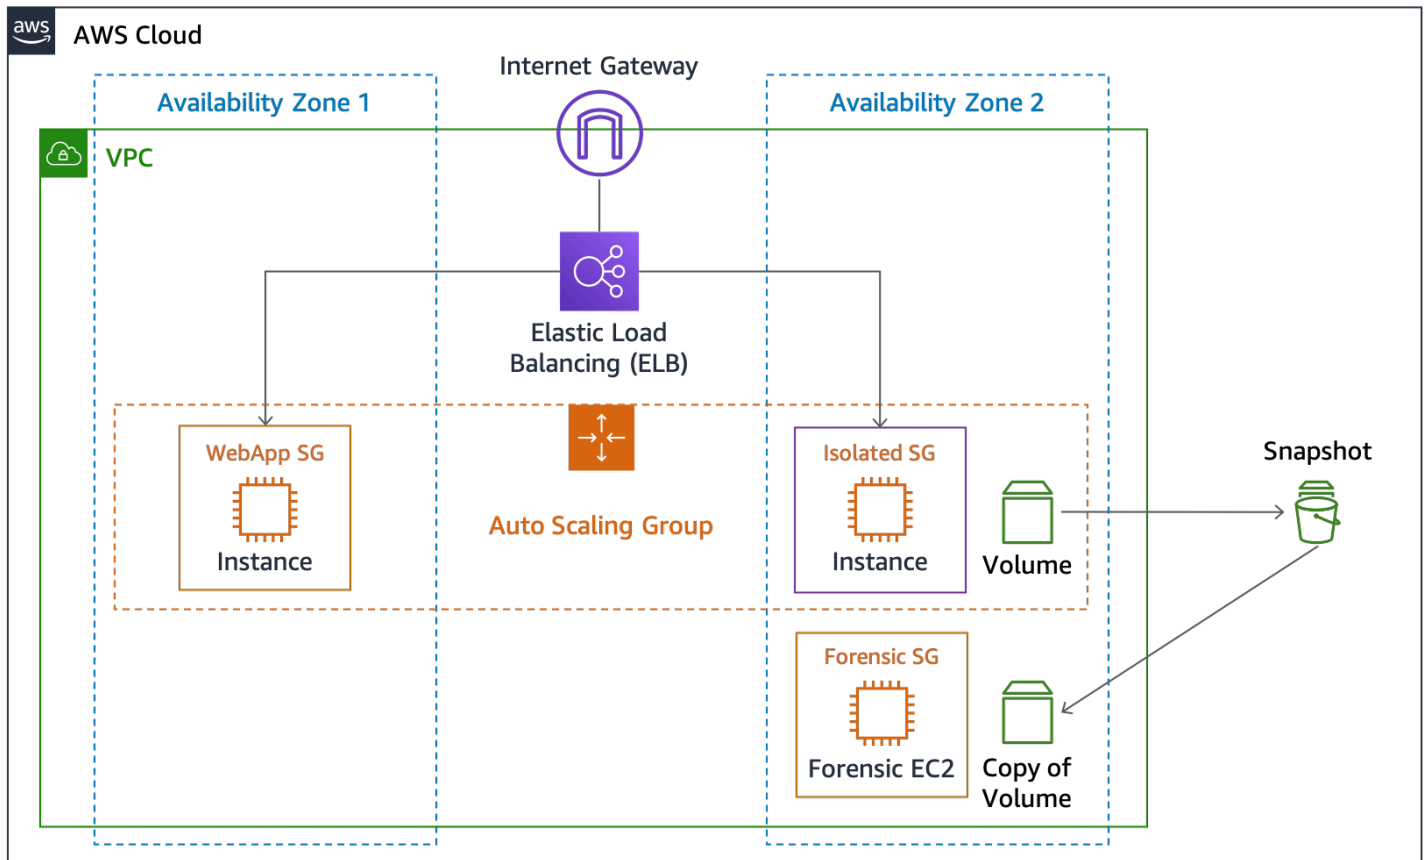 aws
AWS Cloud
Internet Gateway
Availability Zone 1
Availability Zone 2
VPC
Elastic Load
Balancing (ELB)
WebApp SG
Instance
Auto Scaling Group
Isolated SG
Instance
Volume
Snapshot
Forensic SG
Forensic EC2
Copy of
Volume